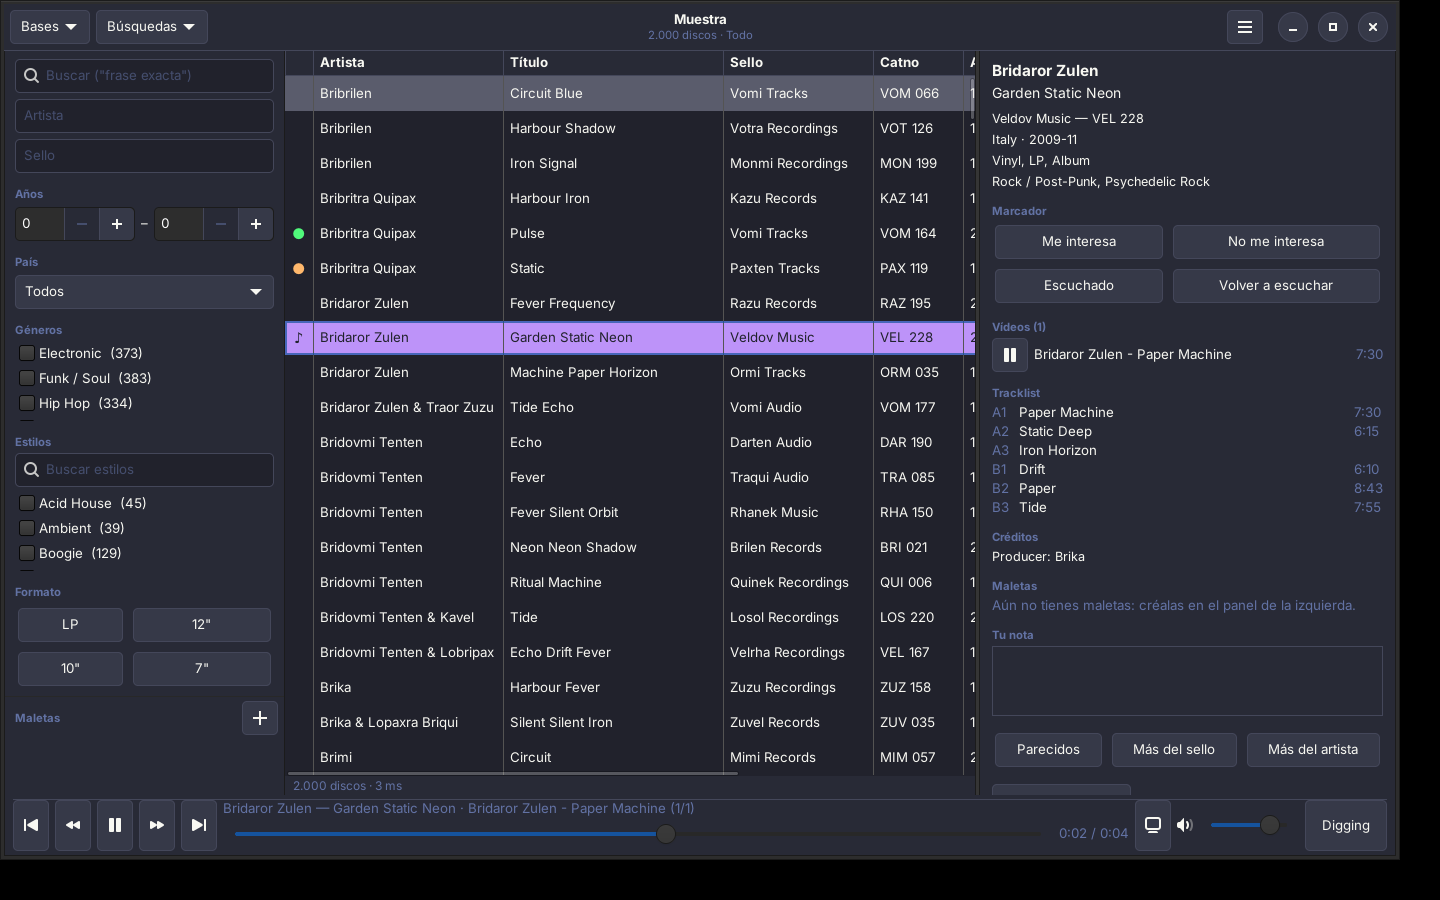 Bases
Búsquedas
Muestra
2.000 discos · Todo
Buscar ("frase exacta")
Artista
Sello
Años
0 – 0
País
Todos
Géneros
Electronic (373)
Funk / Soul (383)
Hip Hop (334)
Estilos
Buscar estilos
Acid House (45)
Ambient (39)
Boogie (129)
Formato
LP 12"
10" 7"
Maletas
Artista Título Sello Catno
Bribrilen Circuit Blue Vomi Tracks VOM 066
Bribrilen Harbour Shadow Votra Recordings VOT 126
Bribrilen Iron Signal Monmi Recordings MON 199
Bribritra Quipax Harbour Iron Kazu Records KAZ 141
Bribritra Quipax Pulse Vomi Tracks VOM 164
Bribritra Quipax Static Paxten Tracks PAX 119
Bridaror Zulen Fever Frequency Razu Records RAZ 195
♪ Bridaror Zulen Garden Static Neon Veldov Music VEL 228
Bridaror Zulen Machine Paper Horizon Ormi Tracks ORM 035
Bridaror Zulen & Traor Zuzu Tide Echo Vomi Audio VOM 177
Bridovmi Tenten Echo Darten Audio DAR 190
Bridovmi Tenten Fever Traqui Audio TRA 085
Bridovmi Tenten Fever Silent Orbit Rhanek Music RHA 150
Bridovmi Tenten Neon Neon Shadow Brilen Records BRI 021
Bridovmi Tenten Ritual Machine Quinek Recordings QUI 006
Bridovmi Tenten & Kavel Tide Losol Recordings LOS 220
Bridovmi Tenten & Lobripax Echo Drift Fever Velrha Recordings VEL 167
Brika Harbour Fever Zuzu Recordings ZUZ 158
Brika & Lopaxra Briqui Silent Silent Iron Zuvel Records ZUV 035
Brimi Circuit Mimi Records MIM 057
2.000 discos · 3 ms
Bridaror Zulen
Garden Static Neon
Veldov Music — VEL 228
Italy · 2009-11
Vinyl, LP, Album
Rock / Post-Punk, Psychedelic Rock
Marcador
Me interesa No me interesa
Escuchado Volver a escuchar
Vídeos (1)
Bridaror Zulen - Paper Machine 7:30
Tracklist
A1 Paper Machine 7:30
A2 Static Deep 6:15
A3 Iron Horizon
B1 Drift 6:10
B2 Paper 8:43
B3 Tide 7:55
Créditos
Producer: Brika
Maletas
Aún no tienes maletas: créalas en el panel de la izquierda.
Tu nota
Parecidos Más del sello Más del artista
Bridaror Zulen — Garden Static Neon · Bridaror Zulen - Paper Machine (1/1)
0:02 / 0:04
Digging